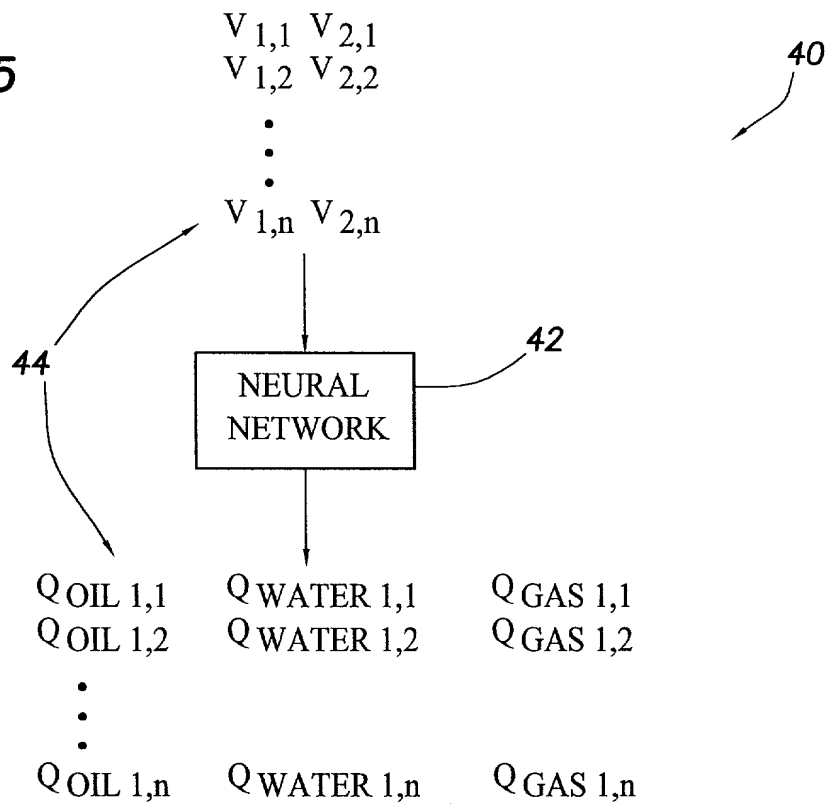 V 1,1 V 2,1
5
V 1,2 V 2,2
40
V 1,n V 2,n
44
42
NEURAL
NETWORK
Q OIL 1,1 Q WATER 1,1 Q GAS 1,1
Q OIL 1,2 Q WATER 1,2 Q GAS 1,2
Q OIL 1,n Q WATER 1,n Q GAS 1,n